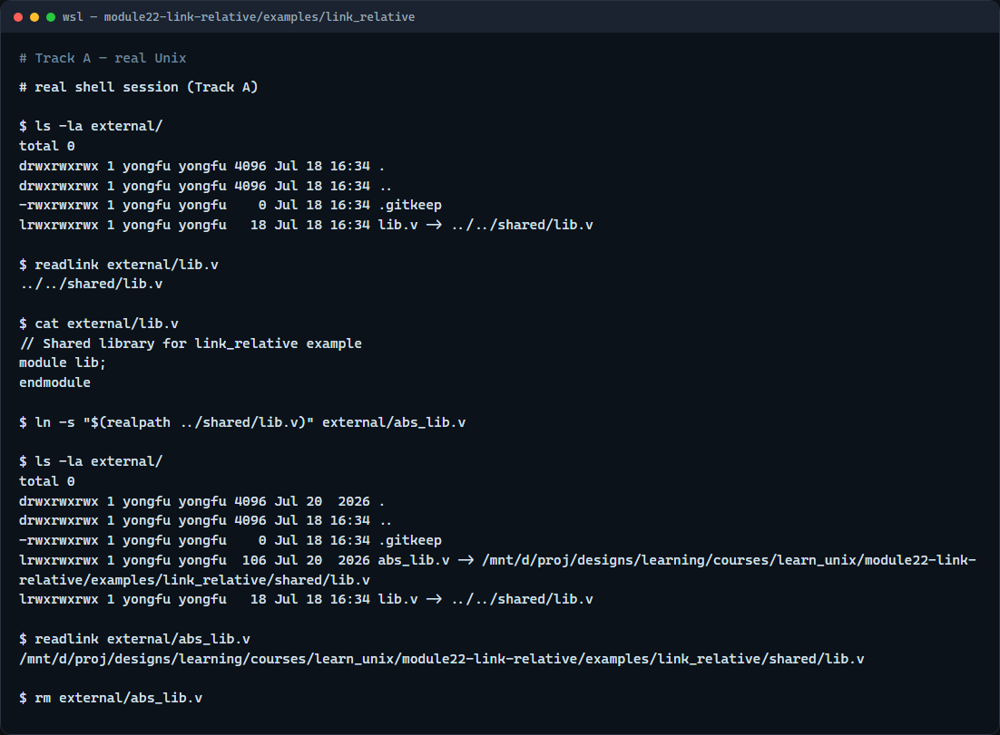 wsl — module22-link-relative/examples/link_relative
# Track A — real Unix
# real shell session (Track A)
$ ls -la external/
total 0
drwxrwxrwx 1 yongfu yongfu 4096 Jul 18 16:34 .
drwxrwxrwx 1 yongfu yongfu 4096 Jul 18 16:34 ..
-rwxrwxrwx 1 yongfu yongfu    0 Jul 18 16:34 .gitkeep
lrwxrwxrwx 1 yongfu yongfu   18 Jul 18 16:34 lib.v -> ../../shared/lib.v
$ readlink external/lib.v
../../shared/lib.v
$ cat external/lib.v
// Shared library for link_relative example
module lib;
endmodule
$ ln -s "$(realpath ../shared/lib.v)" external/abs_lib.v
$ ls -la external/
total 0
drwxrwxrwx 1 yongfu yongfu 4096 Jul 20  2026 .
drwxrwxrwx 1 yongfu yongfu 4096 Jul 18 16:34 ..
-rwxrwxrwx 1 yongfu yongfu    0 Jul 18 16:34 .gitkeep
lrwxrwxrwx 1 yongfu yongfu  106 Jul 20  2026 abs_lib.v -> /mnt/d/proj/designs/learning/courses/learn_unix/module22-link-
relative/examples/link_relative/shared/lib.v
lrwxrwxrwx 1 yongfu yongfu   18 Jul 18 16:34 lib.v -> ../../shared/lib.v
$ readlink external/abs_lib.v
/mnt/d/proj/designs/learning/courses/learn_unix/module22-link-relative/examples/link_relative/shared/lib.v
$ rm external/abs_lib.v